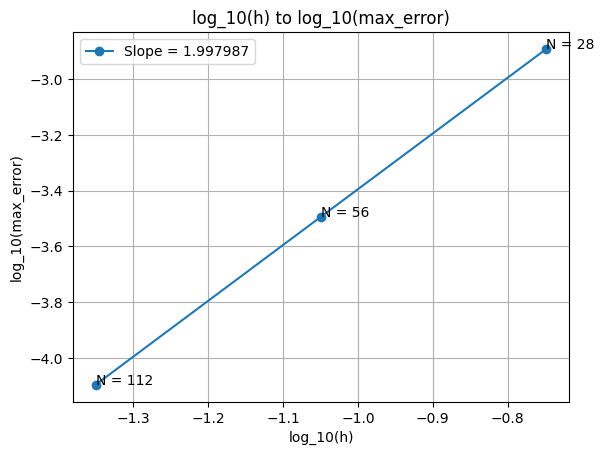 log_10(h) to log_10(max_error)
Slope = 1.997987
N = 28
N = 56
N = 112
log_10(max_error)
−3.0
−3.2
−3.4
−3.6
−3.8
−4.0
−1.3
−1.2
−1.1
−1.0
−0.9
−0.8
log_10(h)